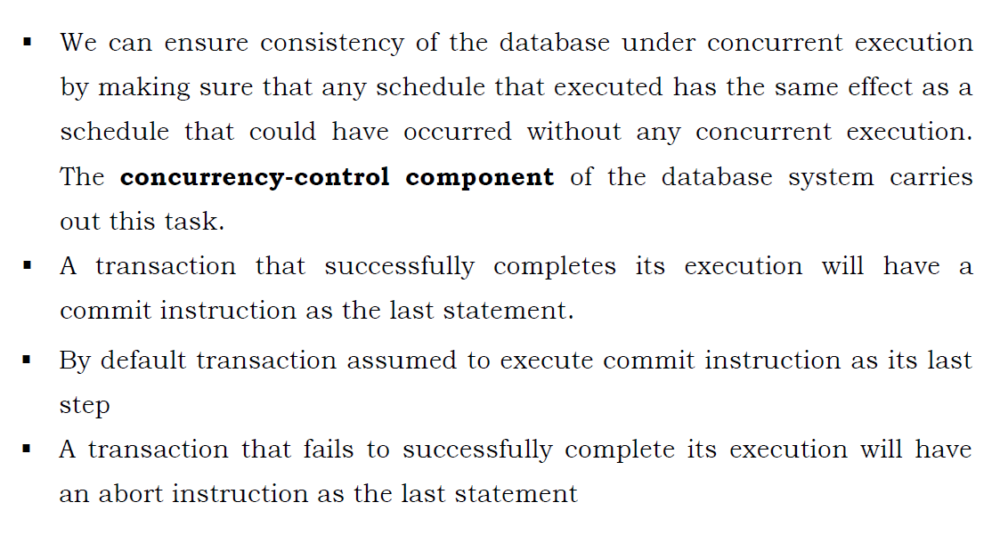 ▪ We can ensure consistency of the database under concurrent execution
by making sure that any schedule that executed has the same effect as a
schedule that could have occurred without any concurrent execution.
The concurrency-control component of the database system carries
out this task.
▪ A transaction that successfully completes its execution will have a
commit instruction as the last statement.
▪ By default transaction assumed to execute commit instruction as its last
step
▪ A transaction that fails to successfully complete its execution will have
an abort instruction as the last statement